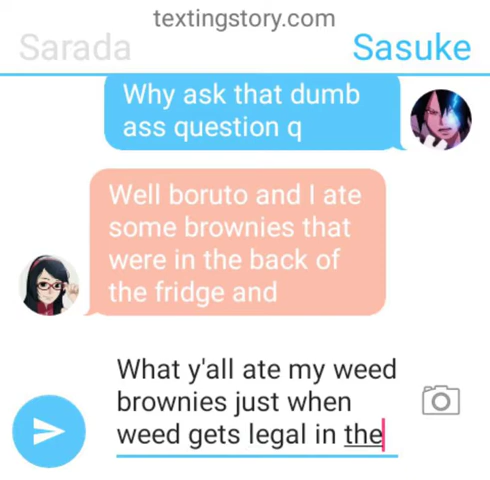 textingstory.com
Sarada
Sasuke
Why ask that dumb
ass question q
Well boruto and I ate
some brownies that
were in the back of
the fridge and
What y'all ate my weed
brownies just when
weed gets legal in the